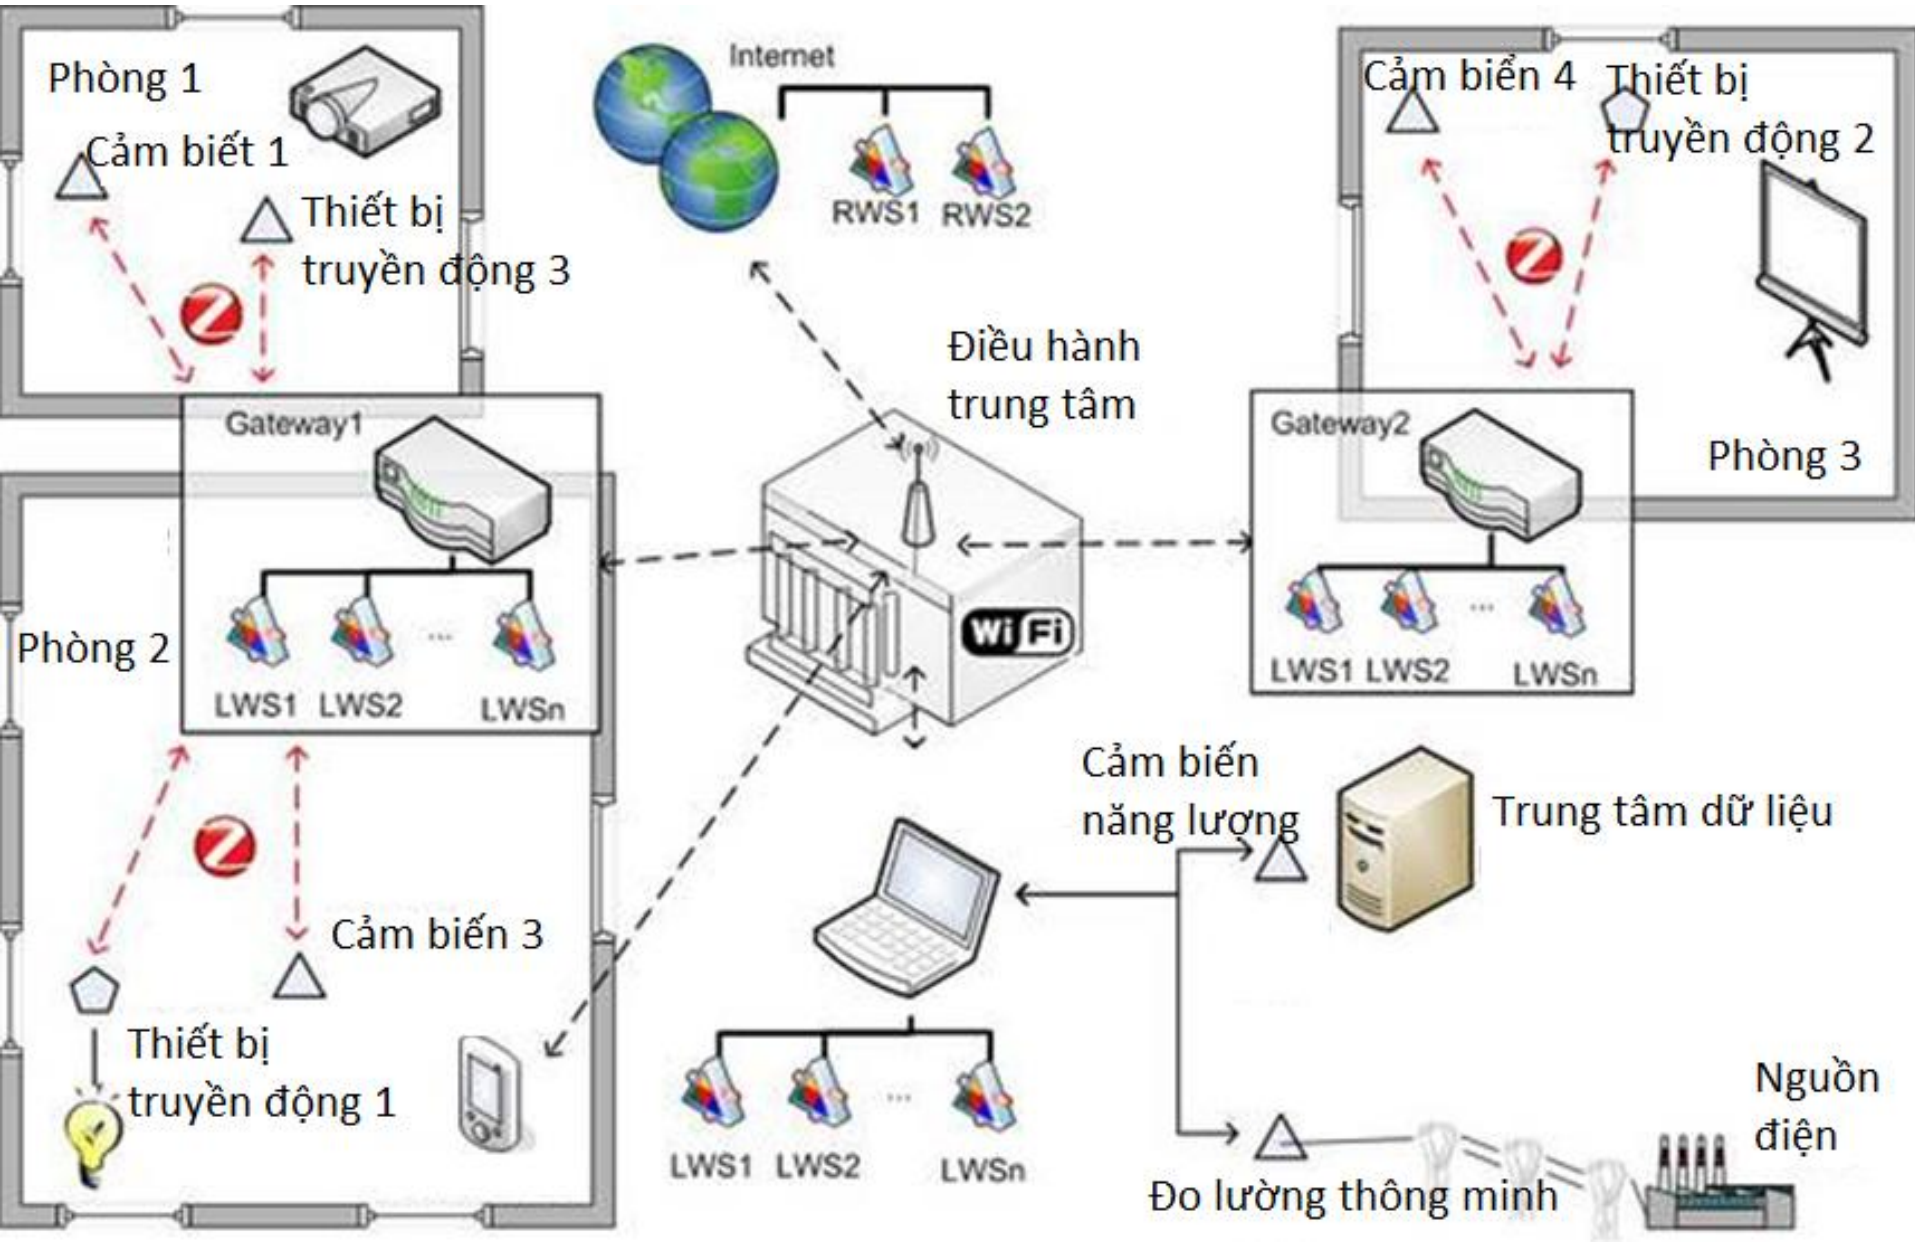 Phòng 1
Cảm biết 1
Thiết bị
truyền động 3
Internet
RWS1 RWS2
Cảm biển 4
Thiết bị
truyền động 2
Phòng 3
Điều hành
trung tâm
Gateway1
LWS1 LWS2 ... LWSn
Gateway2
LWS1 LWS2 ... LWSn
WiFi
Phòng 2
Cảm biến 3
Thiết bị
truyền động 1
Cảm biến
năng lượng
Trung tâm dữ liệu
LWS1 LWS2 ... LWSn
Đo lường thông minh
Nguồn
điện